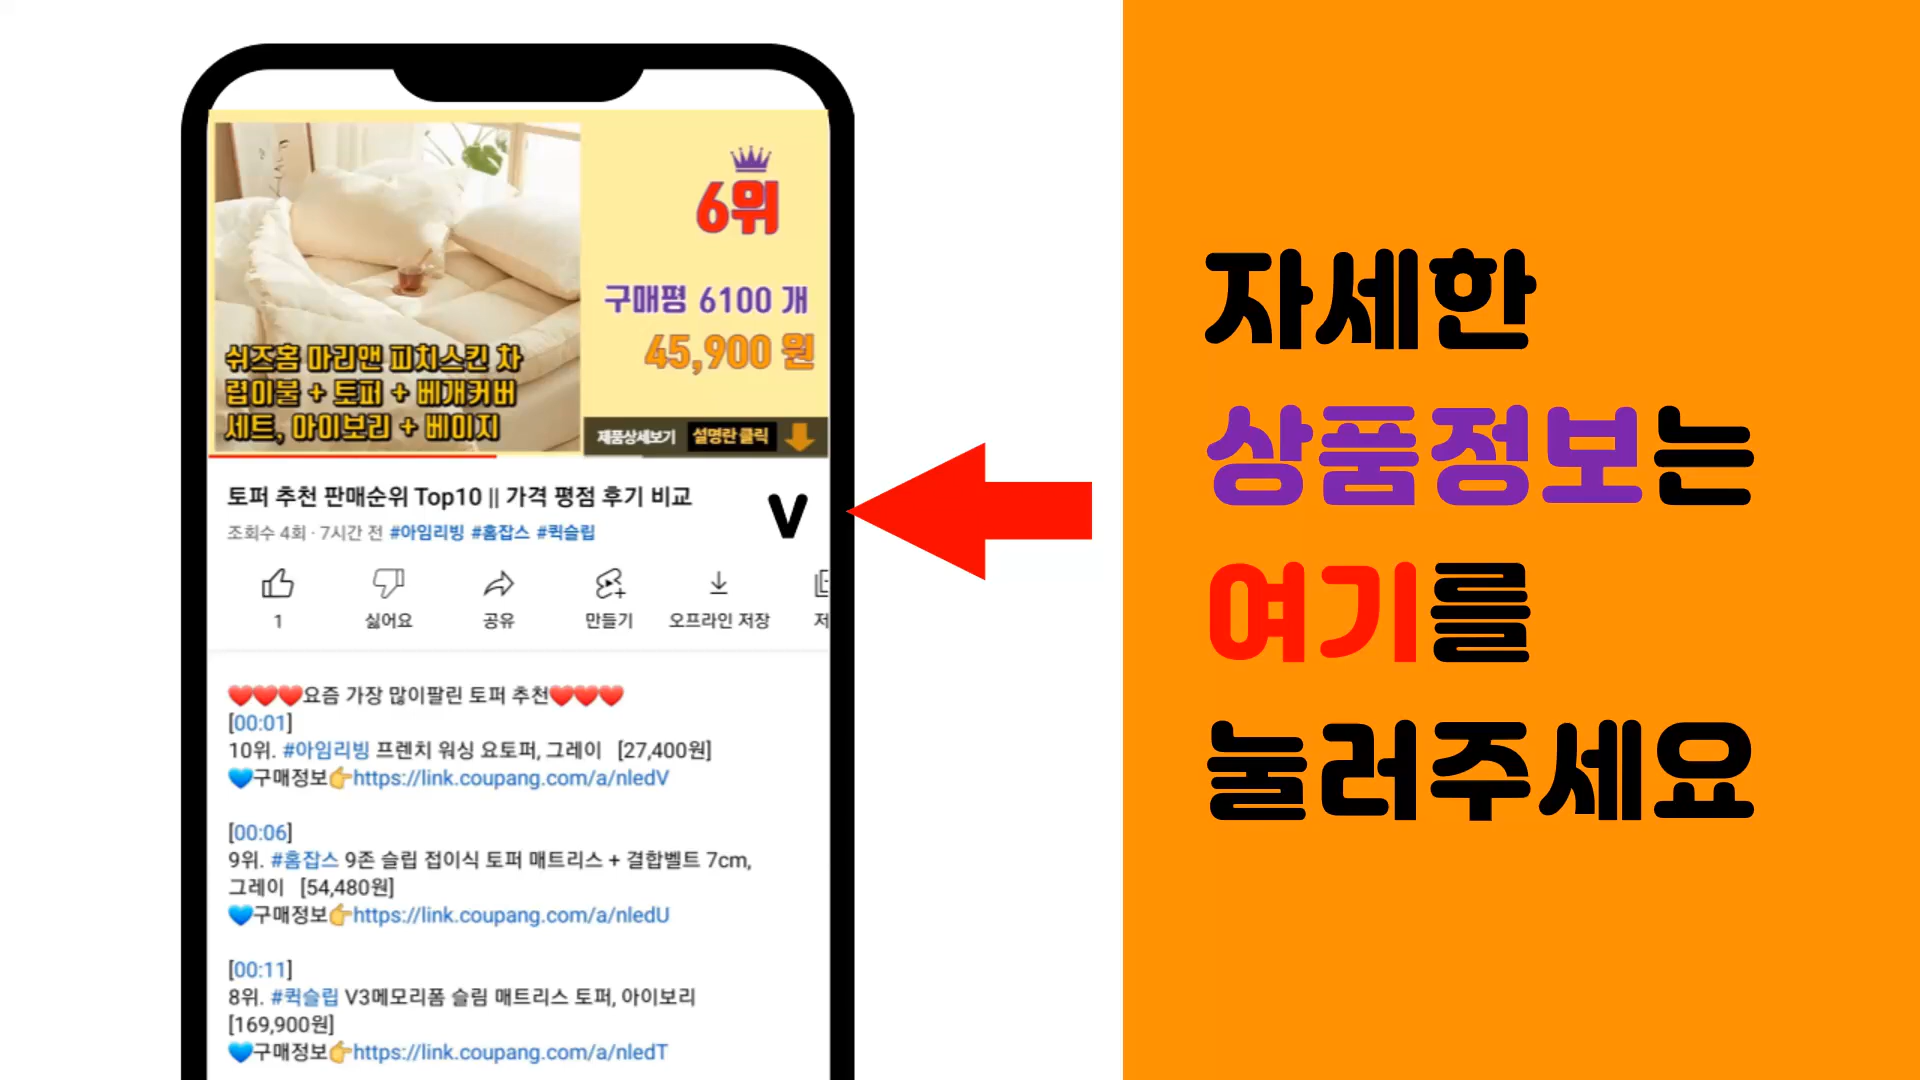 6위
구매평 6100 개
45,900 원
쉬즈홈 마리앤 피치스킨 차
렵이불 + 토퍼 + 베개커버
세트, 아이보리 + 베이지
제품상세보기 설명란 클릭
토퍼 추천 판매순위 Top10 || 가격 평점 후기 비교
V
조회수 4회 · 7시간 전 #아임리빙 #홈잡스 #퀵슬립
1 싫어요 공유 만들기 오프라인 저장 저
❤️❤️❤️요즘 가장 많이팔린 토퍼 추천❤️❤️❤️
[00:01]
10위. #아임리빙 프렌치 워싱 요토퍼, 그레이 [27,400원]
💙구매정보👉https://link.coupang.com/a/nledV
[00:06]
9위. #홈잡스 9존 슬립 접이식 토퍼 매트리스 + 결합벨트 7cm,
그레이 [54,480원]
💙구매정보👉https://link.coupang.com/a/nledU
[00:11]
8위. #퀵슬립 V3메모리폼 슬림 매트리스 토퍼, 아이보리
[169,900원]
💙구매정보👉https://link.coupang.com/a/nledT
자세한
상품정보는
여기를
눌러주세요